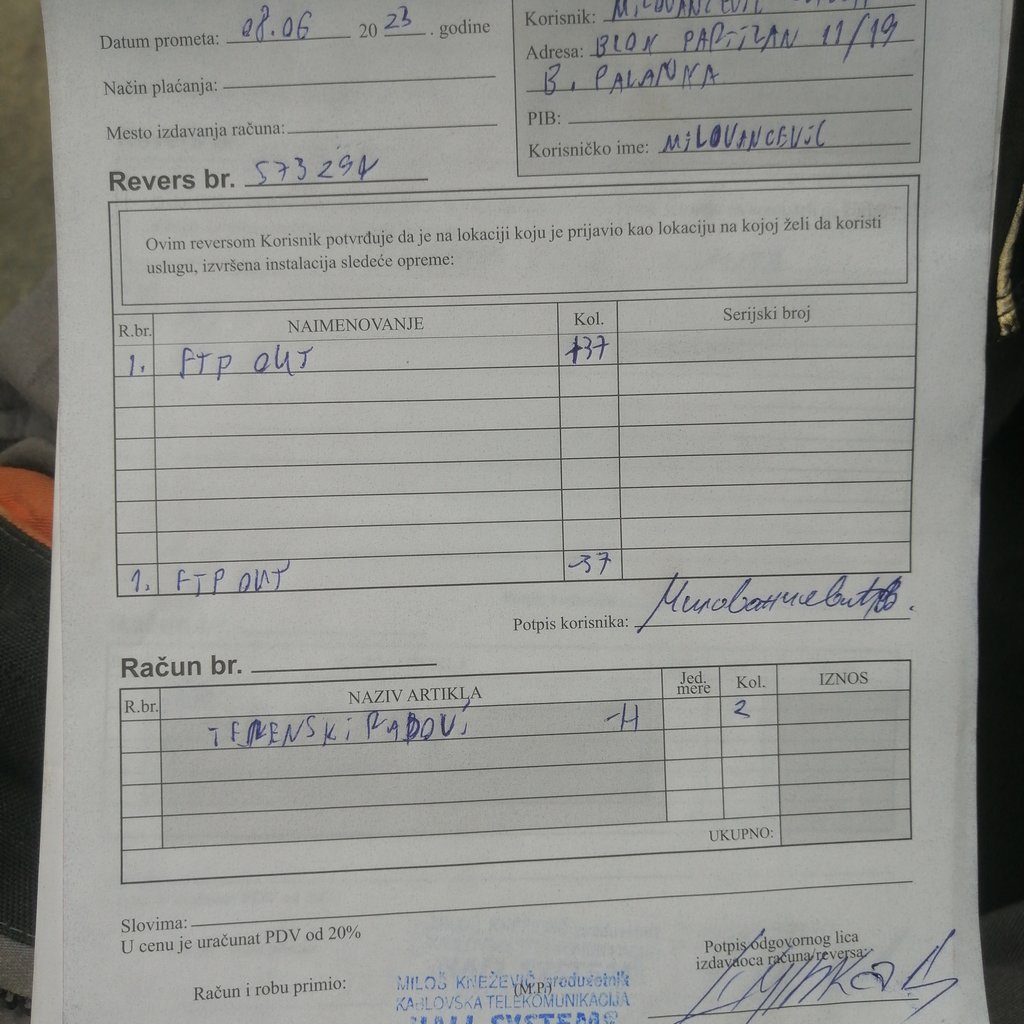 Datum prometa: 08.06 2023. godine
Način plaćanja:
Mesto izdavanja računa:
Korisnik: MILOVANCEVIC
Adresa: BLOK PARTIZAN 11/19
B. PALANKA
PIB:
Korisničko ime: MILOVANCEVIC
Revers br. 573294
Ovim reversom Korisnik potvrđuje da je na lokaciji koju je prijavio kao lokaciju na kojoj želi da koristi
uslugu, izvršena instalacija sledeće opreme:
R.br. NAIMENOVANJE Kol. Serijski broj
1. FTP OUT +37
1. FTP OUT -37
Potpis korisnika:
Račun br.
R.br. NAZIV ARTIKLA Jed. mere Kol. IZNOS
TERENSKI RADOVI -H 2
UKUPNO:
Slovima:
U cenu je uračunat PDV od 20%
Račun i robu primio:
(M.P.)
MILOŠ KNEŽEVIĆ preduzetnik
KABLOVSKA TELEKOMUNIKACIJA
Potpis odgovornog lica
izdavaoca računa/reversa: